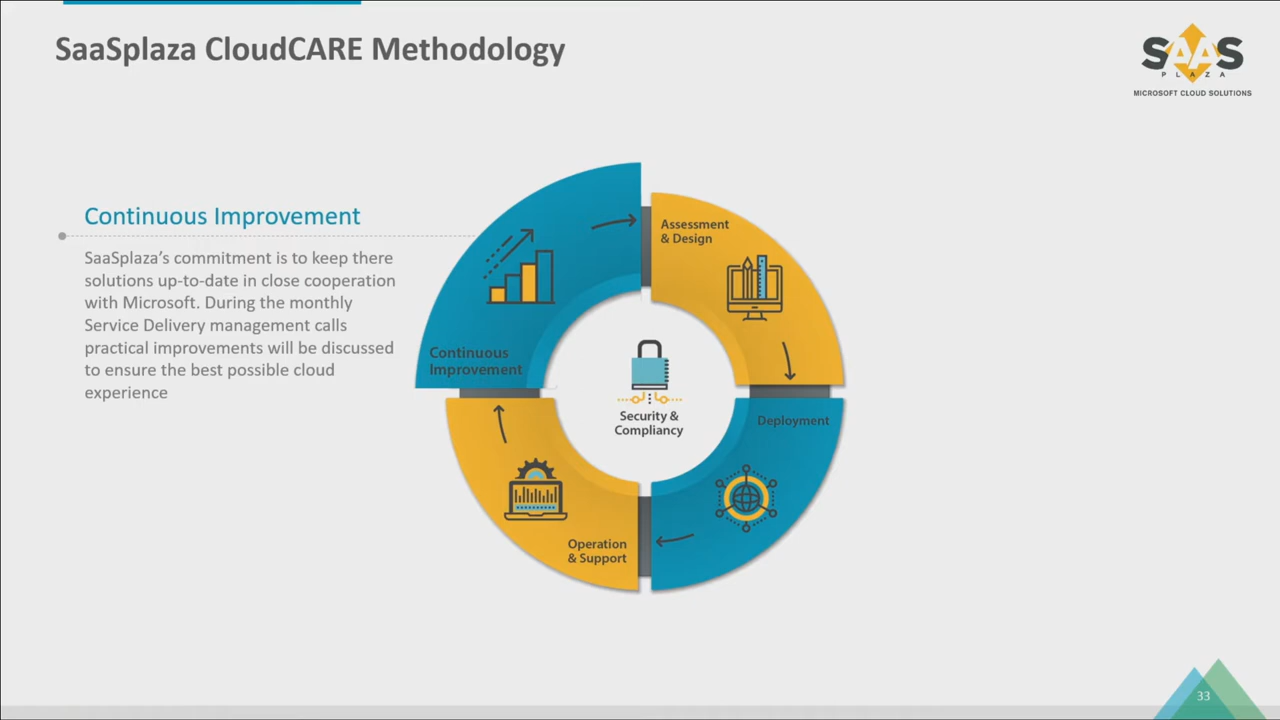 SaaSplaza CloudCARE Methodology
SAAS
PLAZA
MICROSOFT CLOUD SOLUTIONS
Continuous Improvement
SaaSplaza’s commitment is to keep there
solutions up-to-date in close cooperation
with Microsoft. During the monthly
Service Delivery management calls
practical improvements will be discussed
to ensure the best possible cloud
experience
Assessment
& Design
Continuous
Improvement
Security &
Compliancy
Deployment
Operation
& Support
33